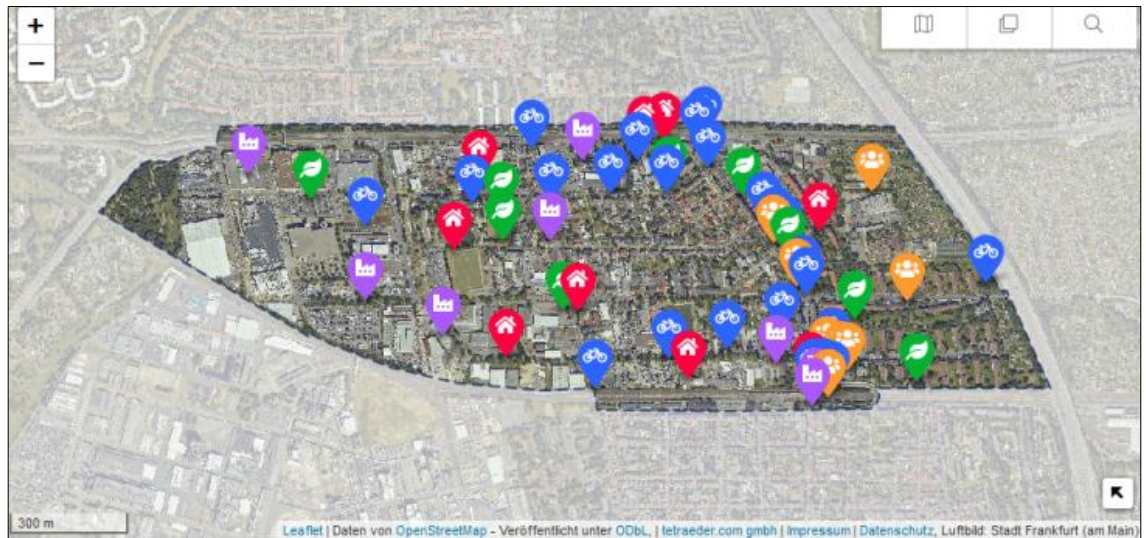 +
−
300 m
Leaflet | Daten von OpenStreetMap - Veröffentlicht unter ODbL, | tetraeder.com gmbh | Impressum | Datenschutz, Luftbild: Stadt Frankfurt (am Main)